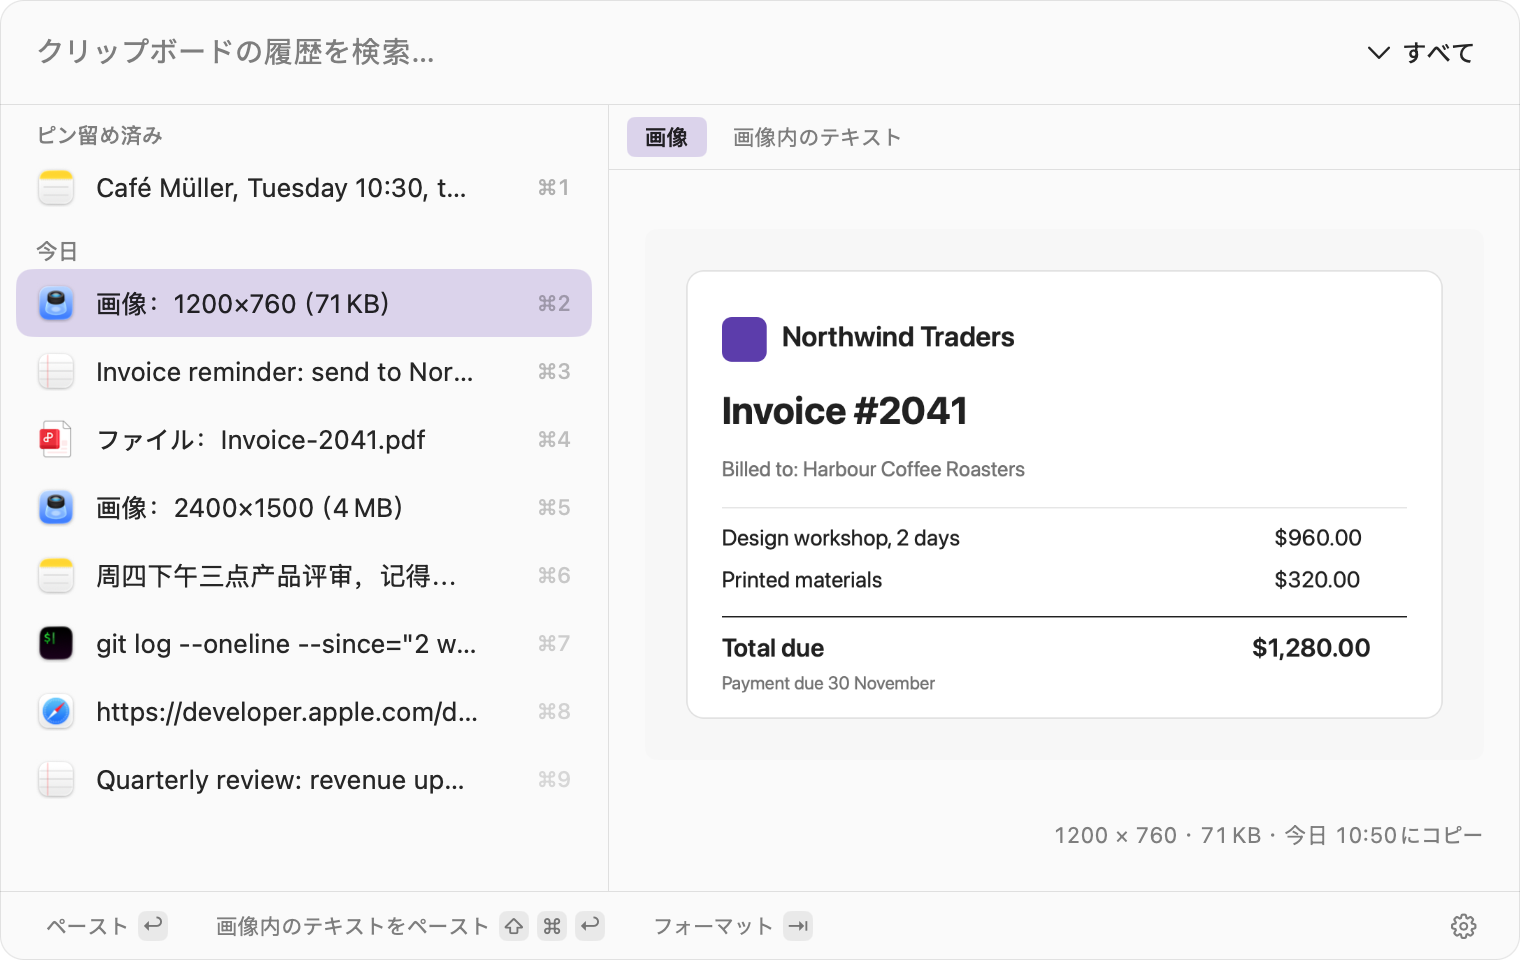 クリップボードの履歴を検索...
すべて
ピン留め済み
Café Müller, Tuesday 10:30, t... ⌘1
今日
画像：1200×760 (71 KB) ⌘2
Invoice reminder: send to Nor... ⌘3
ファイル：Invoice-2041.pdf ⌘4
画像：2400×1500 (4 MB) ⌘5
周四下午三点产品评审，记得... ⌘6
git log --oneline --since="2 w... ⌘7
https://developer.apple.com/d... ⌘8
Quarterly review: revenue up... ⌘9
画像 画像内のテキスト
Northwind Traders
Invoice #2041
Billed to: Harbour Coffee Roasters
Design workshop, 2 days $960.00
Printed materials $320.00
Total due $1,280.00
Payment due 30 November
1200 × 760 · 71 KB · 今日 10:50にコピー
ペースト ↩ 画像内のテキストをペースト ⇧ ⌘ ↩ フォーマット ⇥